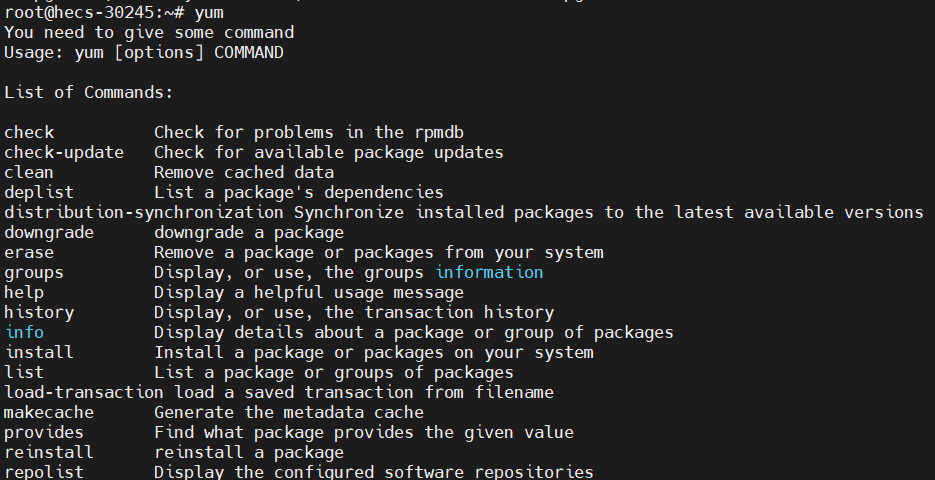 root@hecs-30245:~# yum
You need to give some command
Usage: yum [options] COMMAND
List of Commands:
check Check for problems in the rpmdb
check-update Check for available package updates
clean Remove cached data
deplist List a package's dependencies
distribution-synchronization Synchronize installed packages to the latest available versions
downgrade downgrade a package
erase Remove a package or packages from your system
groups Display, or use, the groups information
help Display a helpful usage message
history Display, or use, the transaction history
info Display details about a package or group of packages
install Install a package or packages on your system
list List a package or groups of packages
load-transaction load a saved transaction from filename
makecache Generate the metadata cache
provides Find what package provides the given value
reinstall reinstall a package
repolist Display the configured software repositories